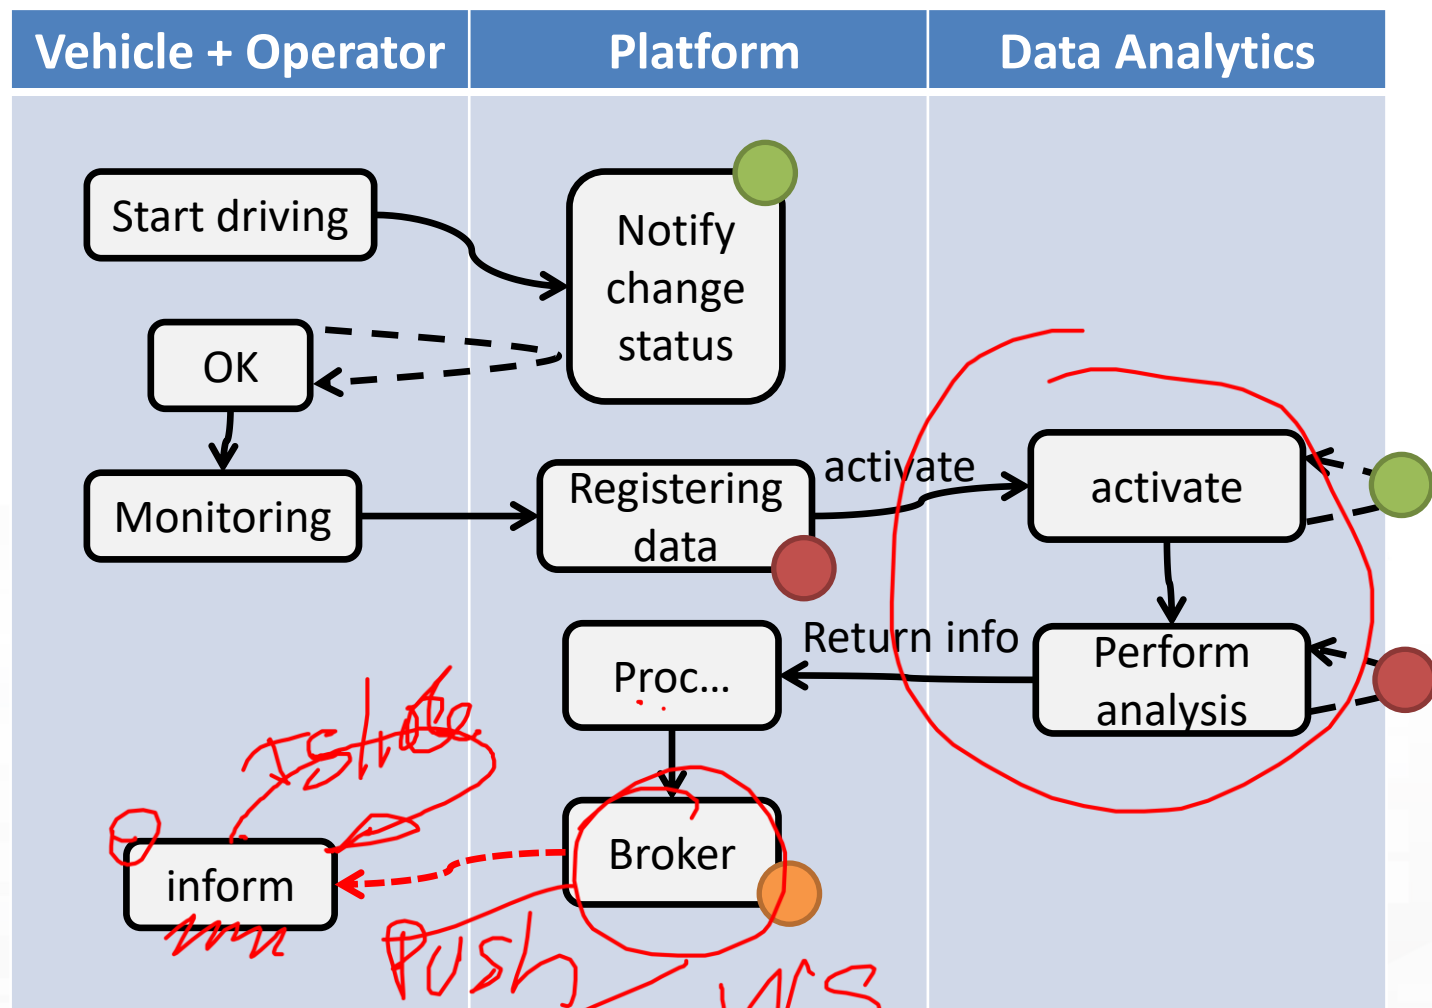 Vehicle + Operator
Platform
Data Analytics
Start driving
Notify
change
status
OK
Monitoring
Registering
data
activate
activate
Return info
Perform
analysis
Proc...
Broker
inform
Push